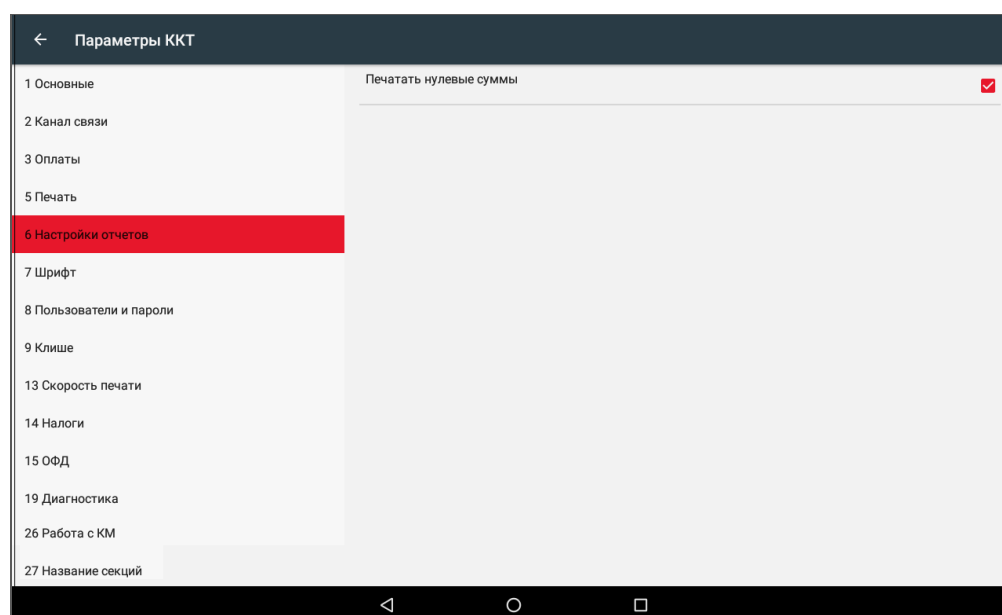 Параметры ККТ
1 Основные
Печатать нулевые суммы
2 Канал связи
3 Оплаты
5 Печать
6 Настройки отчетов
7 Шрифт
8 Пользователи и пароли
9 Клише
13 Скорость печати
14 Налоги
15 ОФД
19 Диагностика
26 Работа с КМ
27 Название секций